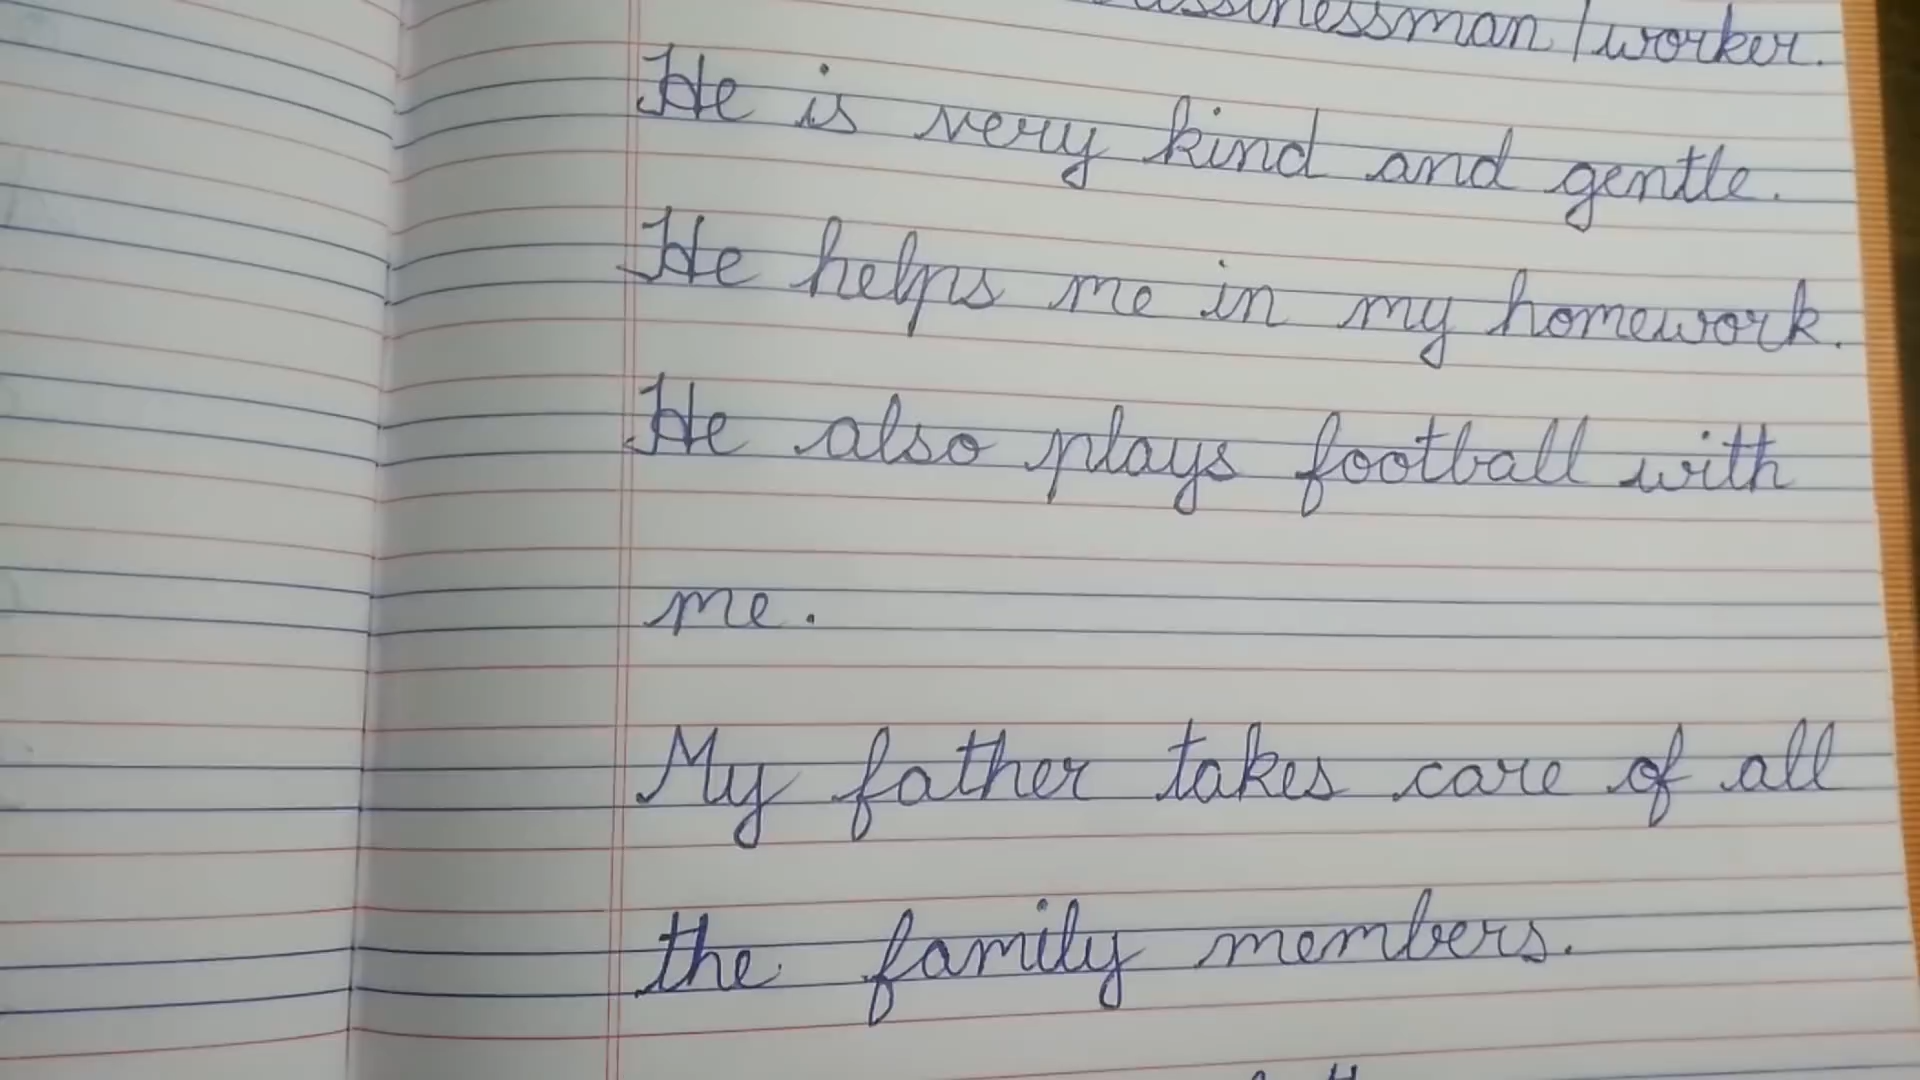 bussinessman / worker.
He is very kind and gentle.
He helps me in my homework.
He also plays football with
me.
My father takes care of all
the family members.